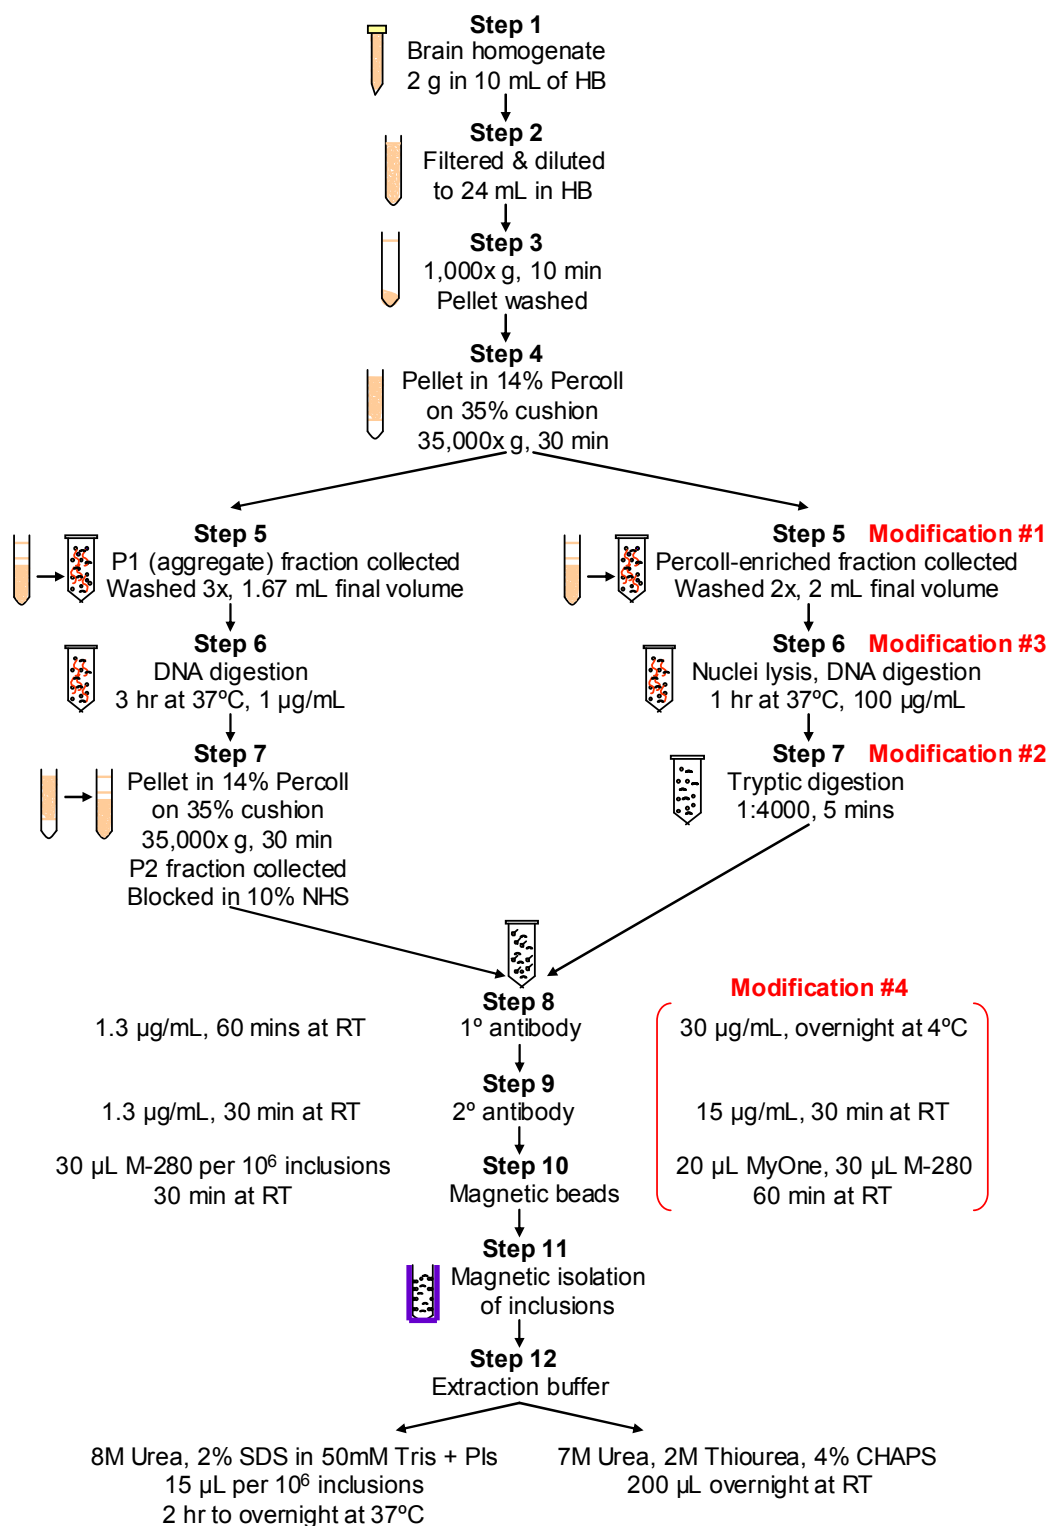 Step 1
Brain homogenate
2 g in 10 mL of HB
Step 2
Filtered & diluted
to 24 mL in HB
Step 3
1,000x g, 10 min
Pellet washed
Step 4
Pellet in 14% Percoll
on 35% cushion
35,000x g, 30 min
Step 5
P1 (aggregate) fraction collected
Washed 3x, 1.67 mL final volume
Step 6
DNA digestion
3 hr at 37ºC, 1 µg/mL
Step 7
Pellet in 14% Percoll
on 35% cushion
35,000x g, 30 min
P2 fraction collected
Blocked in 10% NHS
Step 5 Modification #1
Percoll-enriched fraction collected
Washed 2x, 2 mL final volume
Step 6 Modification #3
Nuclei lysis, DNA digestion
1 hr at 37ºC, 100 µg/mL
Step 7 Modification #2
Tryptic digestion
1:4000, 5 mins
Modification #4
Step 8
1.3 µg/mL, 60 mins at RT 1º antibody 30 µg/mL, overnight at 4ºC
Step 9
1.3 µg/mL, 30 min at RT 2º antibody 15 µg/mL, 30 min at RT
30 µL M-280 per 10⁶ inclusions Step 10 20 µL MyOne, 30 µL M-280
30 min at RT Magnetic beads 60 min at RT
Step 11
Magnetic isolation
of inclusions
Step 12
Extraction buffer
8M Urea, 2% SDS in 50mM Tris + PIs
15 µL per 10⁶ inclusions
2 hr to overnight at 37ºC
7M Urea, 2M Thiourea, 4% CHAPS
200 µL overnight at RT